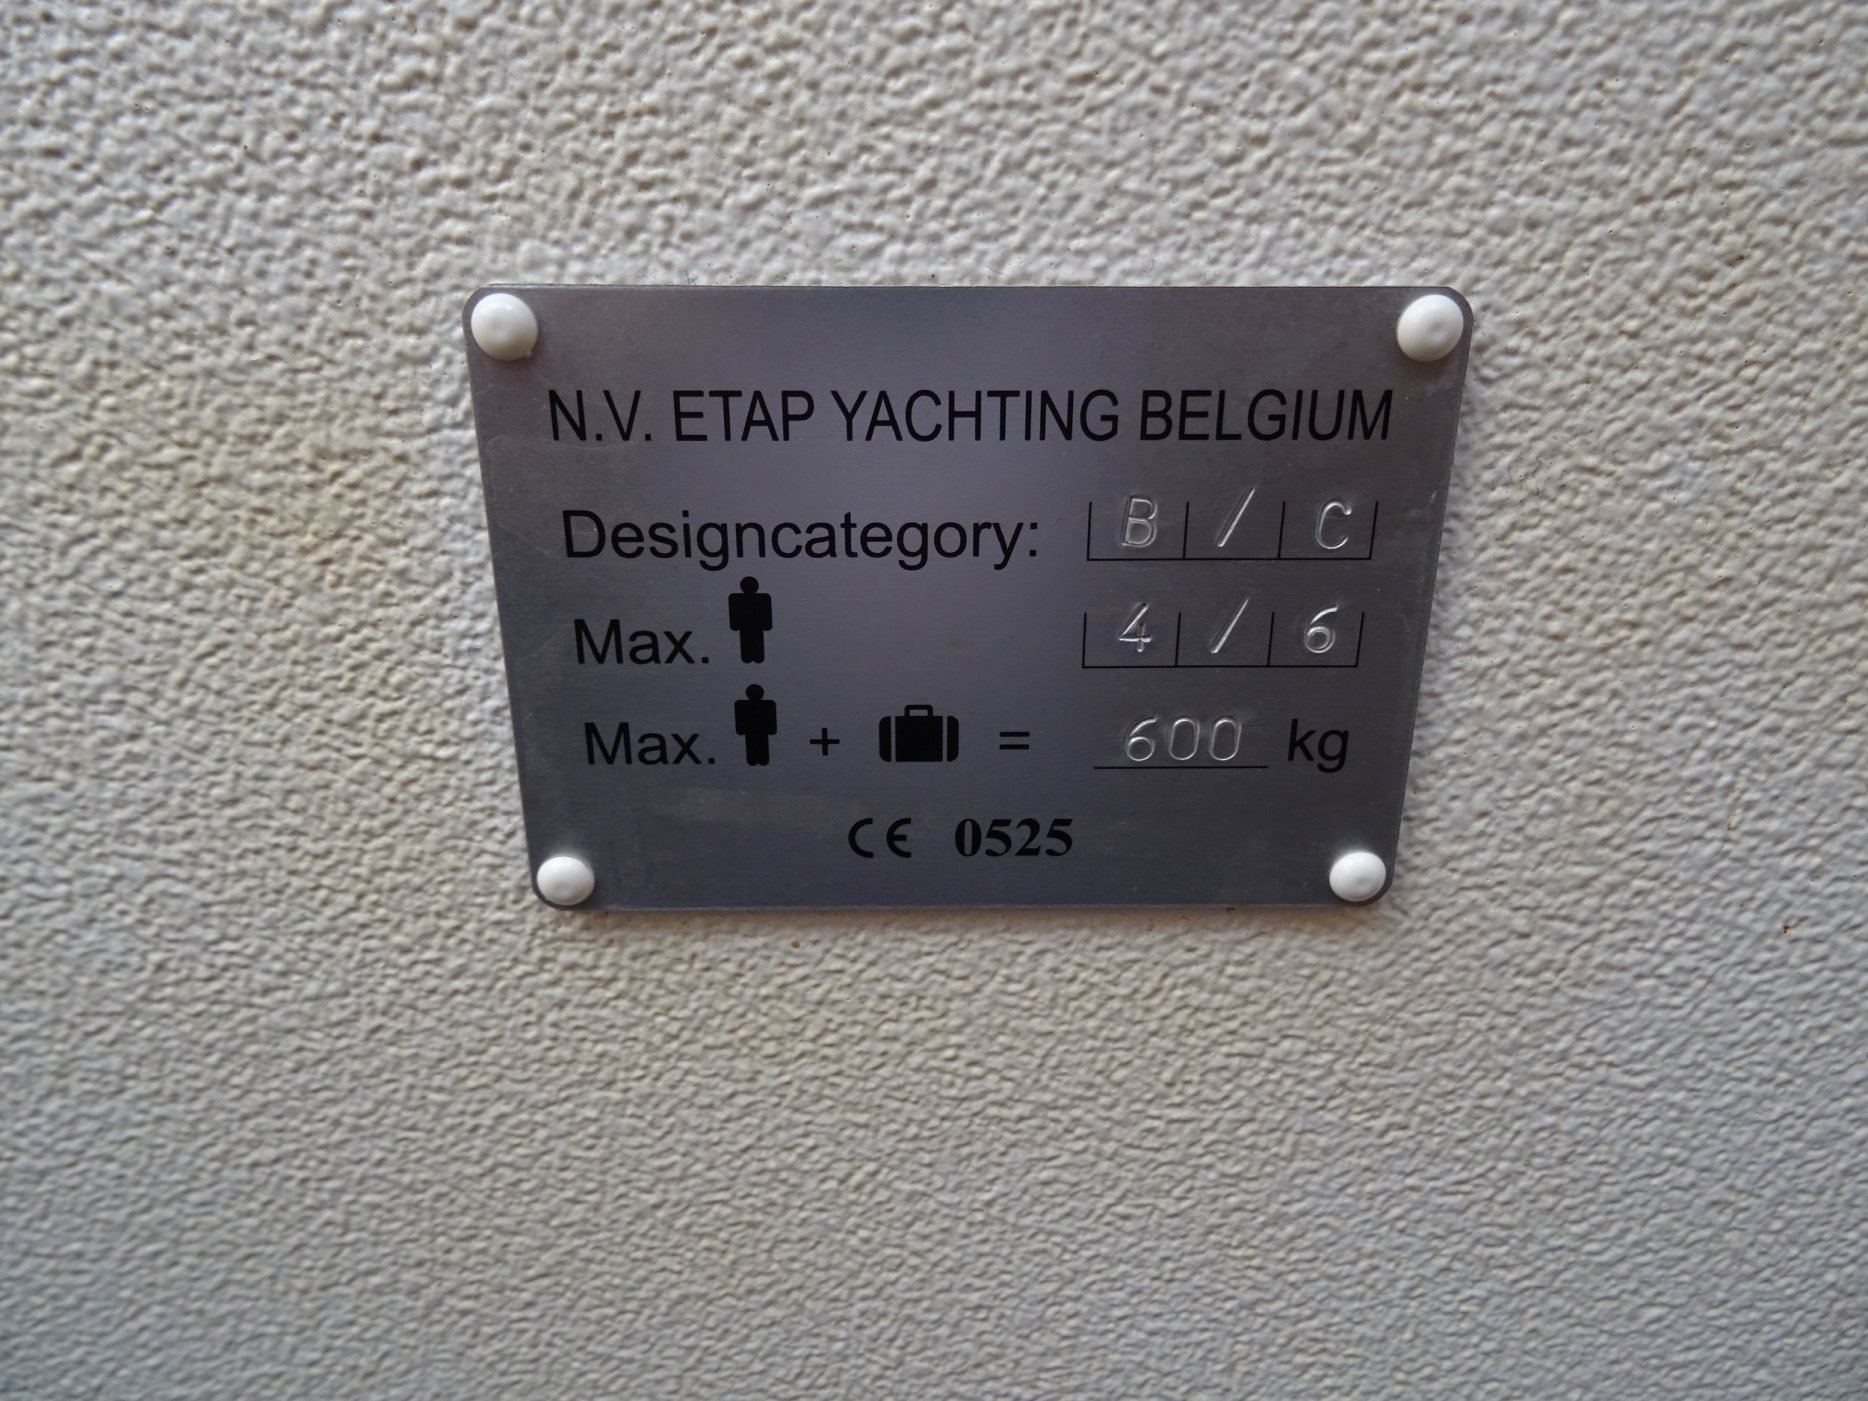 N.V. ETAP YACHTING BELGIUM
Designcategory: B / C
Max. 4 / 6
Max. + = 600 kg
CE 0525